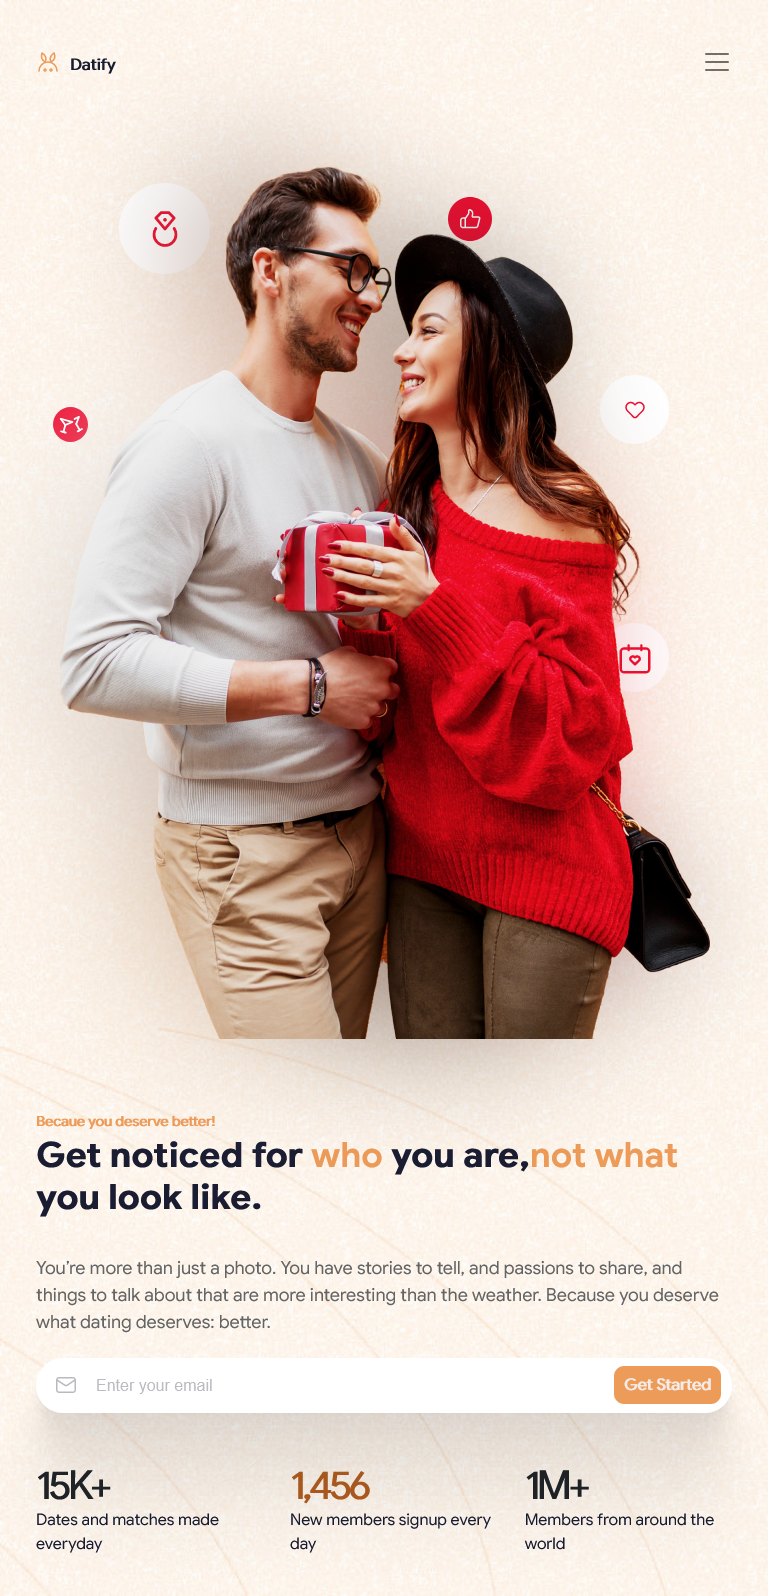 Datify
Becaue you deserve better!
Get noticed for who you are,not what
you look like.
You’re more than just a photo. You have stories to tell, and passions to share, and
things to talk about that are more interesting than the weather. Because you deserve
what dating deserves: better.
Enter your email
Get Started
15K+
Dates and matches made
everyday
1,456
New members signup every
day
1M+
Members from around the
world